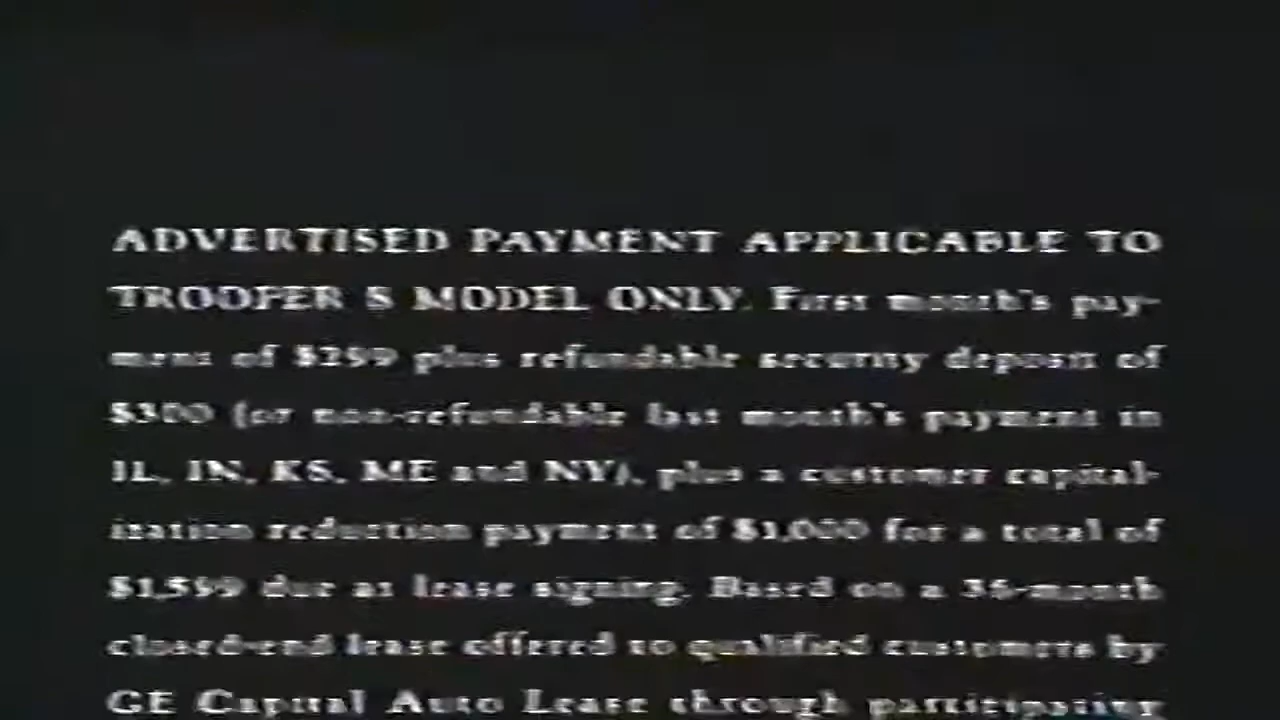 ADVERTISED PAYMENT APPLICABLE TO
TROOPER S MODEL ONLY. First month's pay-
ment of $299 plus refundable security deposit of
$300 (or non-refundable last month's payment in
IL, IN, KS, ME and NY), plus a customer capital-
ization reduction payment of $1,000 for a total of
$1,599 due at lease signing. Based on a 36-month
closed-end lease offered to qualified customers by
GE Capital Auto Lease through participating